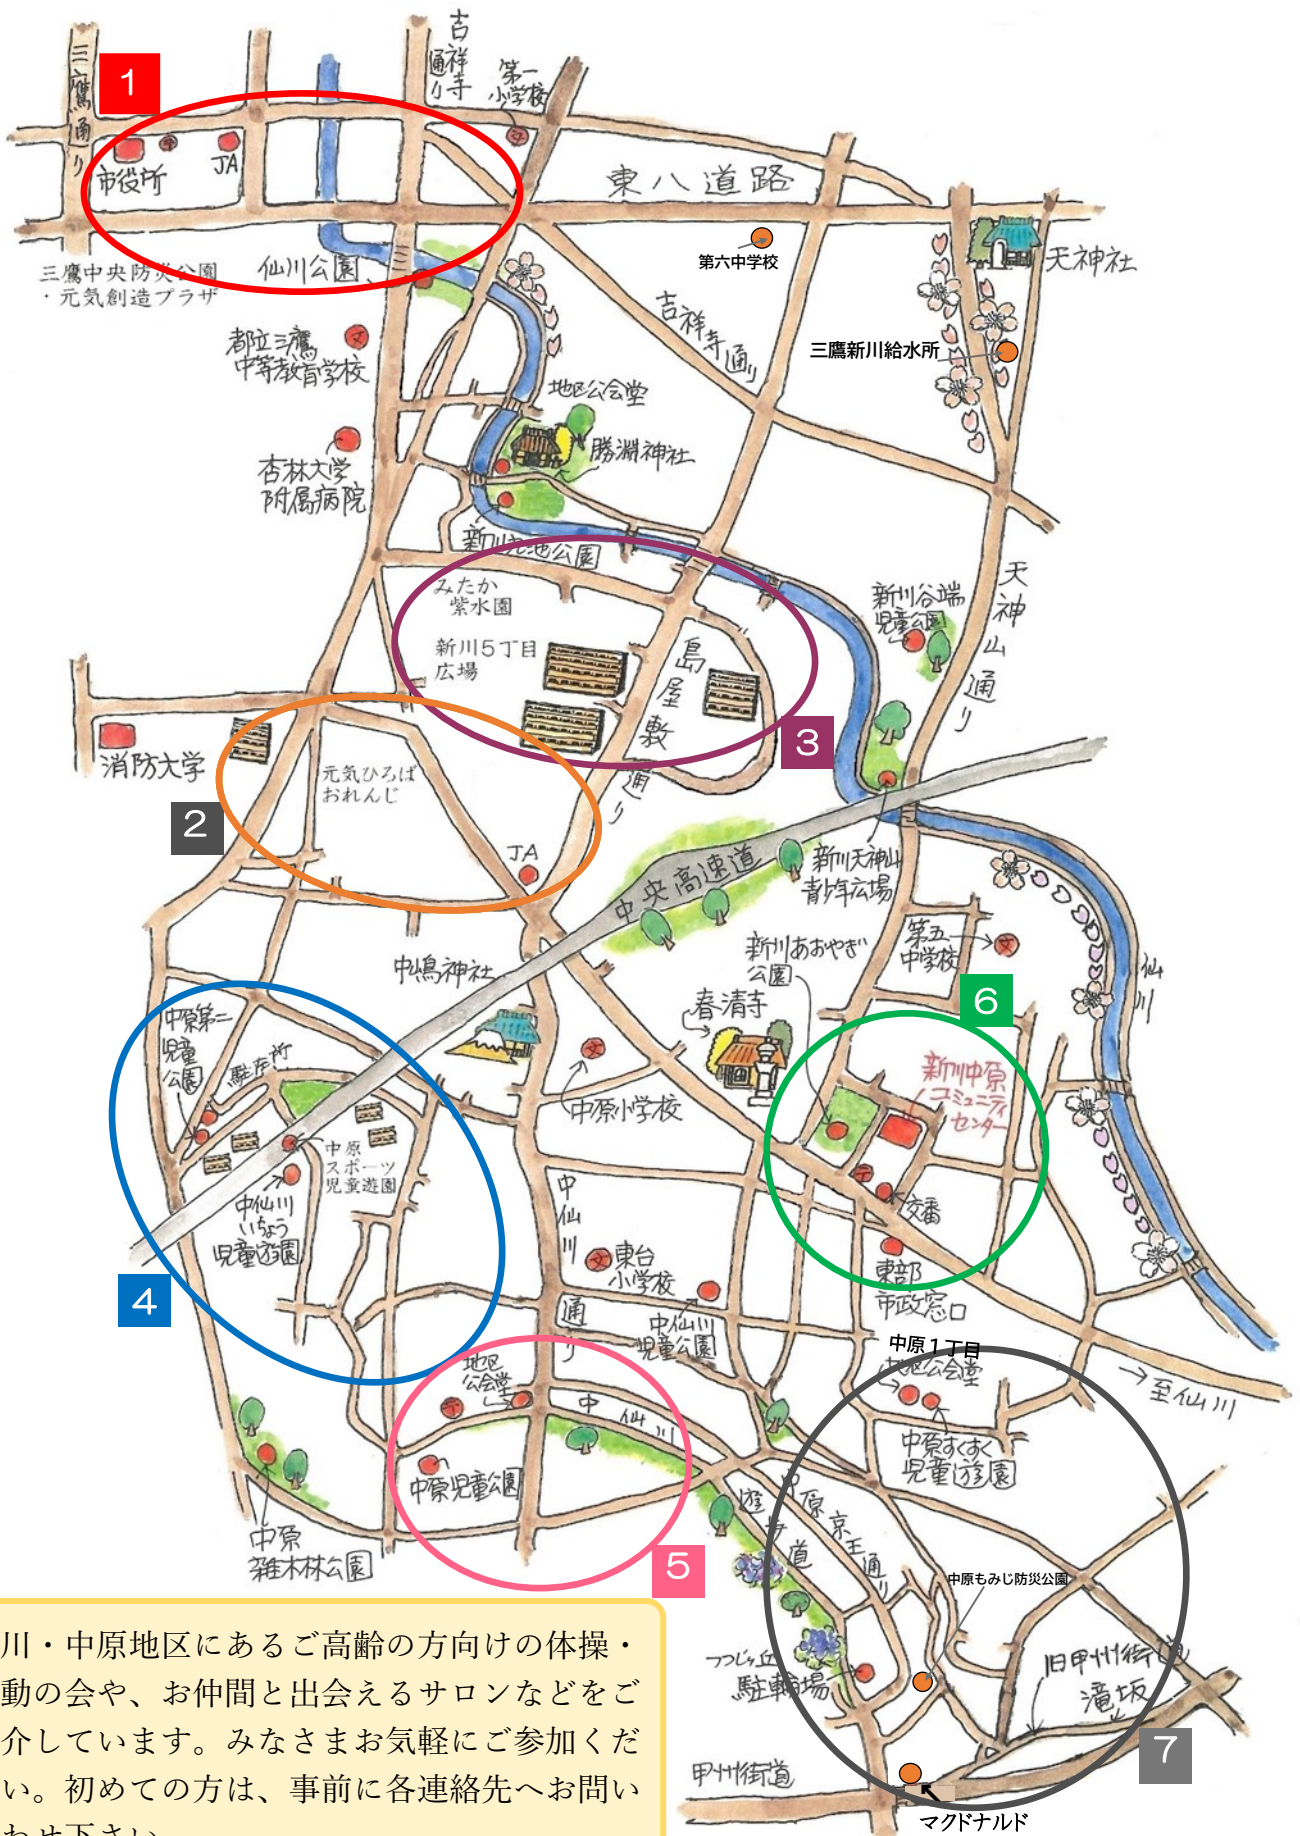 三鷹通り
1
吉祥寺通り
第一
小学校
市役所
〒
JA
文
東八道路
三鷹中央防災公園
・元気創造プラザ
仙川公園
第六中学校
天神社
吉祥寺通り
三鷹新川給水所
都立三鷹
中等教育学校
文
地区公会堂
勝淵神社
杏林大学
附属病院
新川丸池公園
みたか
紫水園
新川谷端
児童公園
天神山通り
新川5丁目
広場
島屋敷通り
3
消防大学
元気ひろば
おれんじ
2
JA
中央高速道
新川天神山
青少年広場
第五
中学校
文
新川あおやぎ
公園
仙川
中嶋神社
春清寺
6
中原第二
児童
公園
駐在所
文
中原小学校
新川中原
コミュニティ
センター
中原
スポーツ
児童遊園
中仙川
いちょう
児童遊園
〒
交番
中仙川通り
文
東台
小学校
東部
市政窓口
4
中仙川
児童公園
中原1丁目
地区公会堂
→至仙川
地区
公会堂
〒
中仙川
中原すくすく
児童遊園
中原児童公園
遊歩道
中原京王通り
中原
雑木林公園
5
中原もみじ防災公園
川・中原地区にあるご高齢の方向けの体操・
動の会や、お仲間と出会えるサロンなどをご
介しています。みなさまお気軽にご参加くだ
い。初めての方は、事前に各連絡先へお問い
わせ下さい
つつじヶ丘
駐輪場
旧甲州街道
滝坂
7
甲州街道
マクドナルド